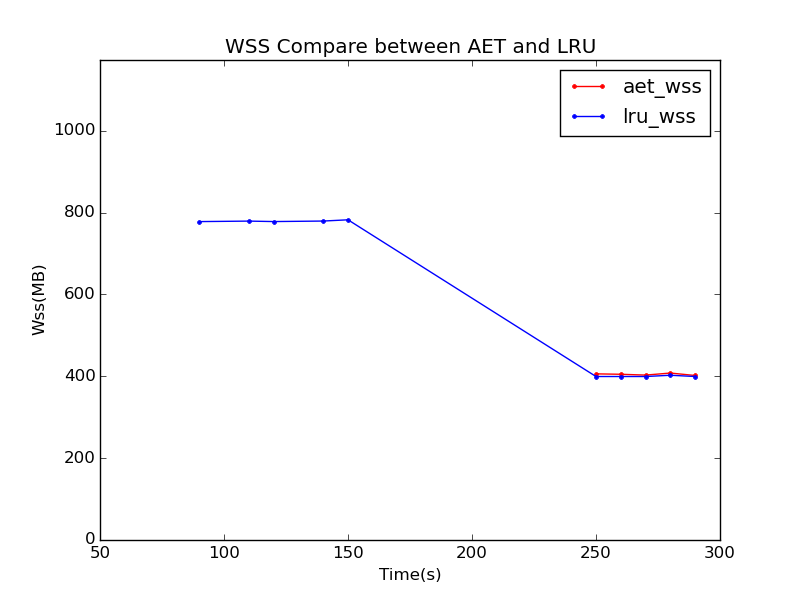 WSS Compare between AET and LRU
aet_wss
lru_wss
1000
800
600
400
200
0
Wss(MB)
50 100 150 200 250 300
Time(s)